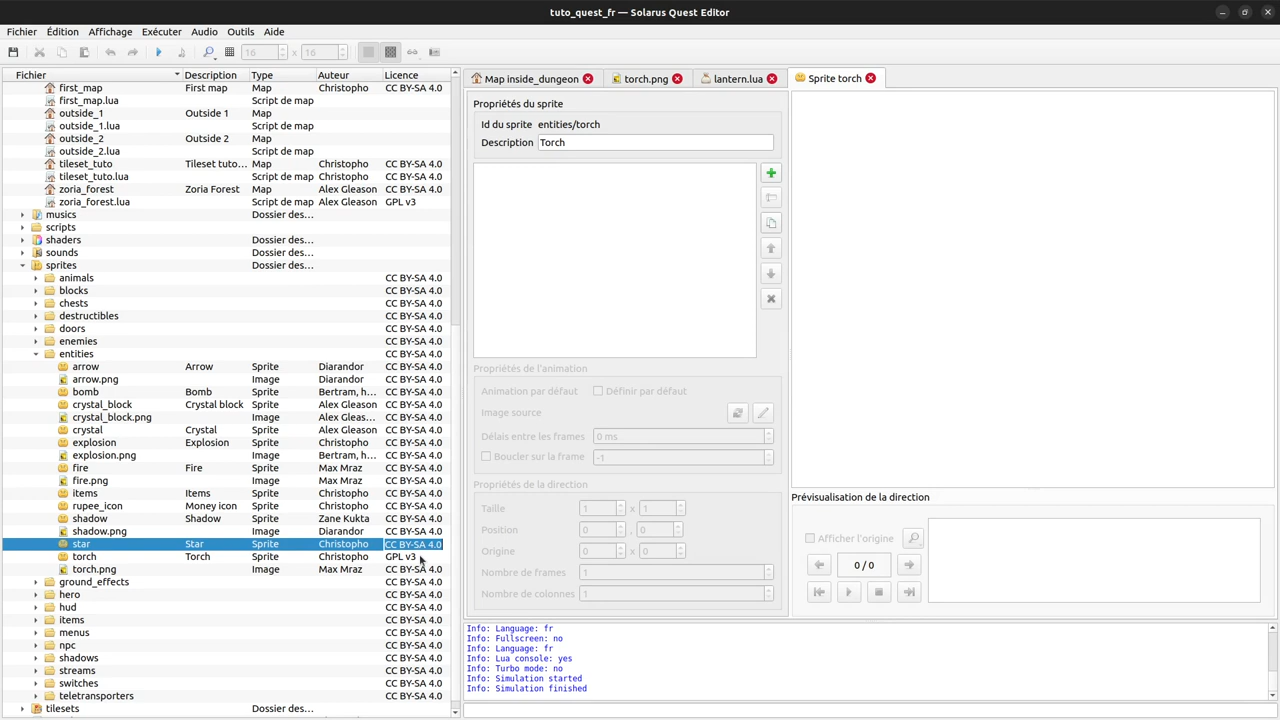 tuto_quest_fr — Solarus Quest Editor
Fichier Édition Affichage Exécuter Audio Outils Aide
16 x 16
Fichier Description Type Auteur Licence
first_map First map Map Christopho CC BY-SA 4.0
first_map.lua Script de map
outside_1 Outside 1 Map
outside_1.lua Script de map
outside_2 Outside 2 Map
outside_2.lua Script de map
tileset_tuto Tileset tuto... Map Christopho CC BY-SA 4.0
tileset_tuto.lua Script de map Christopho CC BY-SA 4.0
zoria_forest Zoria Forest Map Alex Gleason CC BY-SA 4.0
zoria_forest.lua Script de map Alex Gleason GPL v3
musics Dossier des...
scripts
shaders Dossier des...
sounds Dossier des...
sprites Dossier des...
animals CC BY-SA 4.0
blocks CC BY-SA 4.0
chests CC BY-SA 4.0
destructibles CC BY-SA 4.0
doors CC BY-SA 4.0
enemies CC BY-SA 4.0
entities CC BY-SA 4.0
arrow Arrow Sprite Diarandor CC BY-SA 4.0
arrow.png Image Diarandor CC BY-SA 4.0
bomb Bomb Sprite Bertram, h... CC BY-SA 4.0
crystal_block Crystal block Sprite Alex Gleason CC BY-SA 4.0
crystal_block.png Image Alex Gleas... CC BY-SA 4.0
crystal Crystal Sprite Alex Gleason CC BY-SA 4.0
explosion Explosion Sprite Christopho CC BY-SA 4.0
explosion.png Image Bertram, h... CC BY-SA 4.0
fire Fire Sprite Max Mraz CC BY-SA 4.0
fire.png Image Max Mraz CC BY-SA 4.0
items Items Sprite Christopho CC BY-SA 4.0
rupee_icon Money icon Sprite Christopho CC BY-SA 4.0
shadow Shadow Sprite Zane Kukta CC BY-SA 4.0
shadow.png Image Diarandor CC BY-SA 4.0
star Star Sprite Christopho CC BY-SA 4.0
torch Torch Sprite Christopho GPL v3
torch.png Image Max Mraz CC BY-SA 4.0
ground_effects CC BY-SA 4.0
hero CC BY-SA 4.0
hud CC BY-SA 4.0
items CC BY-SA 4.0
menus CC BY-SA 4.0
npc CC BY-SA 4.0
shadows CC BY-SA 4.0
streams CC BY-SA 4.0
switches CC BY-SA 4.0
teletransporters CC BY-SA 4.0
tilesets Dossier des...
Map inside_dungeon torch.png lantern.lua Sprite torch
Propriétés du sprite
Id du sprite entities/torch
Description Torch
Propriétés de l'animation
Animation par défaut Définir par défaut
Image source
Délais entre les frames 0 ms
Boucler sur la frame -1
Propriétés de la direction
Taille 1 x 1
Position 0 , 0
Origine 0 x 0
Nombre de frames 1
Nombre de colonnes 1
Prévisualisation de la direction
Afficher l'origine
0 / 0
Info: Language: fr
Info: Fullscreen: no
Info: Language: fr
Info: Lua console: yes
Info: Turbo mode: no
Info: Simulation started
Info: Simulation finished